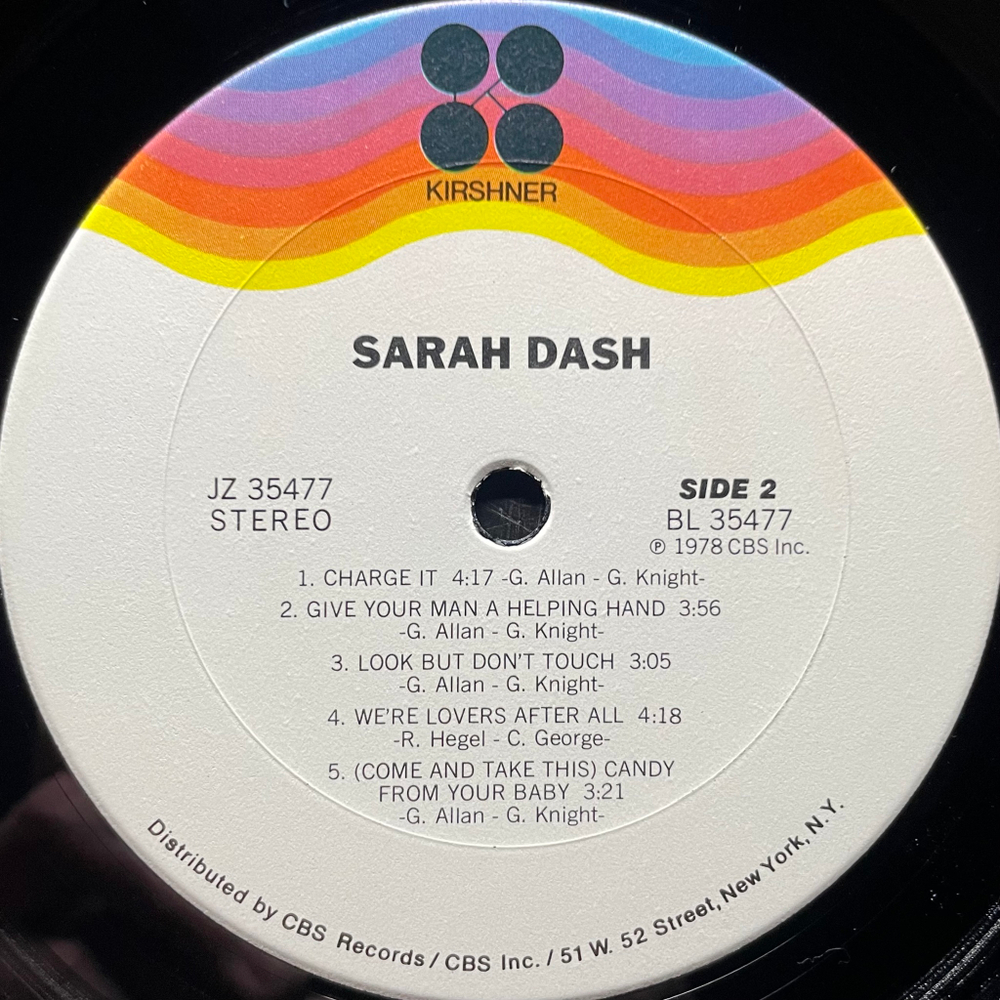 KIRSHNER
SARAH DASH
JZ 35477
STEREO
SIDE 2
BL 35477
℗ 1978 CBS Inc.
1. CHARGE IT 4:17 -G. Allan - G. Knight-
2. GIVE YOUR MAN A HELPING HAND 3:56
-G. Allan - G. Knight-
3. LOOK BUT DON'T TOUCH 3:05
-G. Allan - G. Knight-
4. WE'RE LOVERS AFTER ALL 4:18
-R. Hegel - C. George-
5. (COME AND TAKE THIS) CANDY
FROM YOUR BABY 3:21
-G. Allan - G. Knight-
Distributed by CBS Records / CBS Inc. / 51 W. 52 Street, New York, N.Y.